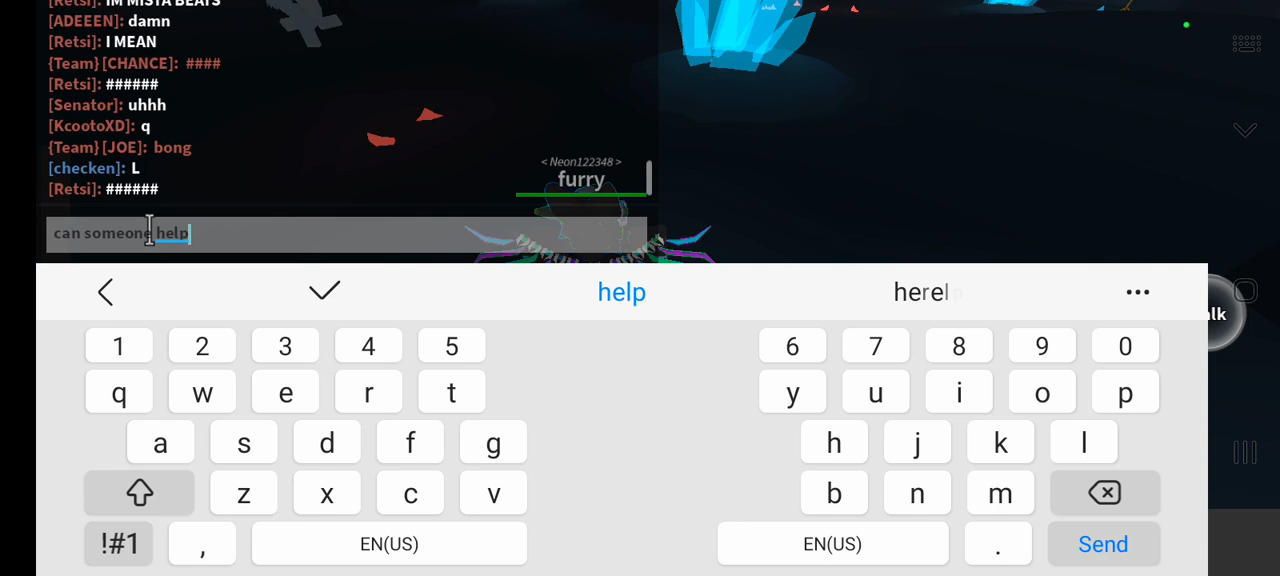 [Retsi]: IM MISTA BEATS
[ADEEEN]: damn
[Retsi]: I MEAN
{Team}[CHANCE]: ####
[Retsi]: ######
[Senator]: uhhh
[KcootoXD]: q
{Team}[JOE]: bong
[checken]: L
[Retsi]: ######
< Neon122348 >
furry
can someone help
help
1 2 3 4 5 6 7 8 9 0
q w e r t y u i o p
a s d f g h j k l
z x c v b n m
!#1 , EN(US) EN(US) . Send